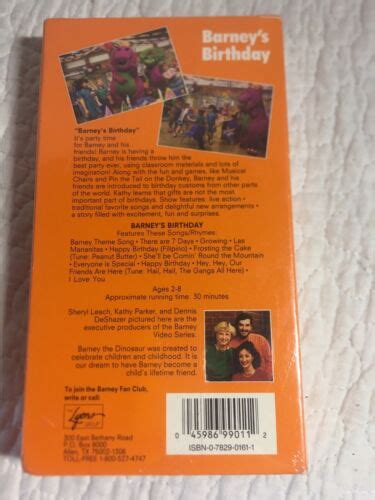 Barney's
Birthday
"Barney's Birthday"
It's party time
for Barney and his
friends! Barney is having a
birthday, and his friends throw him the
best party ever, using classroom materials and lots of
imagination! Along with the fun and games, like Musical
Chairs and Pin the Tail on the Donkey, Barney and his
friends are introduced to birthday customs from other parts
of the world. Kathy learns that gifts are not the most
important part of birthdays. Show features: live action •
traditional favorite songs and delightful new arrangements •
a story filled with excitement, fun and surprises.
BARNEY'S BIRTHDAY
Features These Songs/Rhymes:
Barney Theme Song • There are 7 Days • Growing • Las
Mananitas • Happy Birthday (Filipino) • Frosting the Cake
(Tune: Peanut Butter) • She'll be Comin' Round the Mountain
• Everyone is Special • Happy Birthday • Hey, Hey, Our
Friends Are Here (Tune: Hail, Hail, The Gangs All Here) •
I Love You
Ages 2-8
Approximate running time: 30 minutes
Sheryl Leach, Kathy Parker, and Dennis
DeShazer pictured here are the
executive producers of the Barney
Video Series.
Barney the Dinosaur was created to
celebrate children and childhood. It is
our dream to have Barney become a
child's lifetime friend.
To join the Barney Fan Club,
write or call:
The
Lyons
Group
300 East Bethany Road
P.O. Box 8000
Allen, TX 75002-1306
TOLL-FREE 1-800-527-4747
0 45986 99011 2
ISBN-0-7829-0161-1